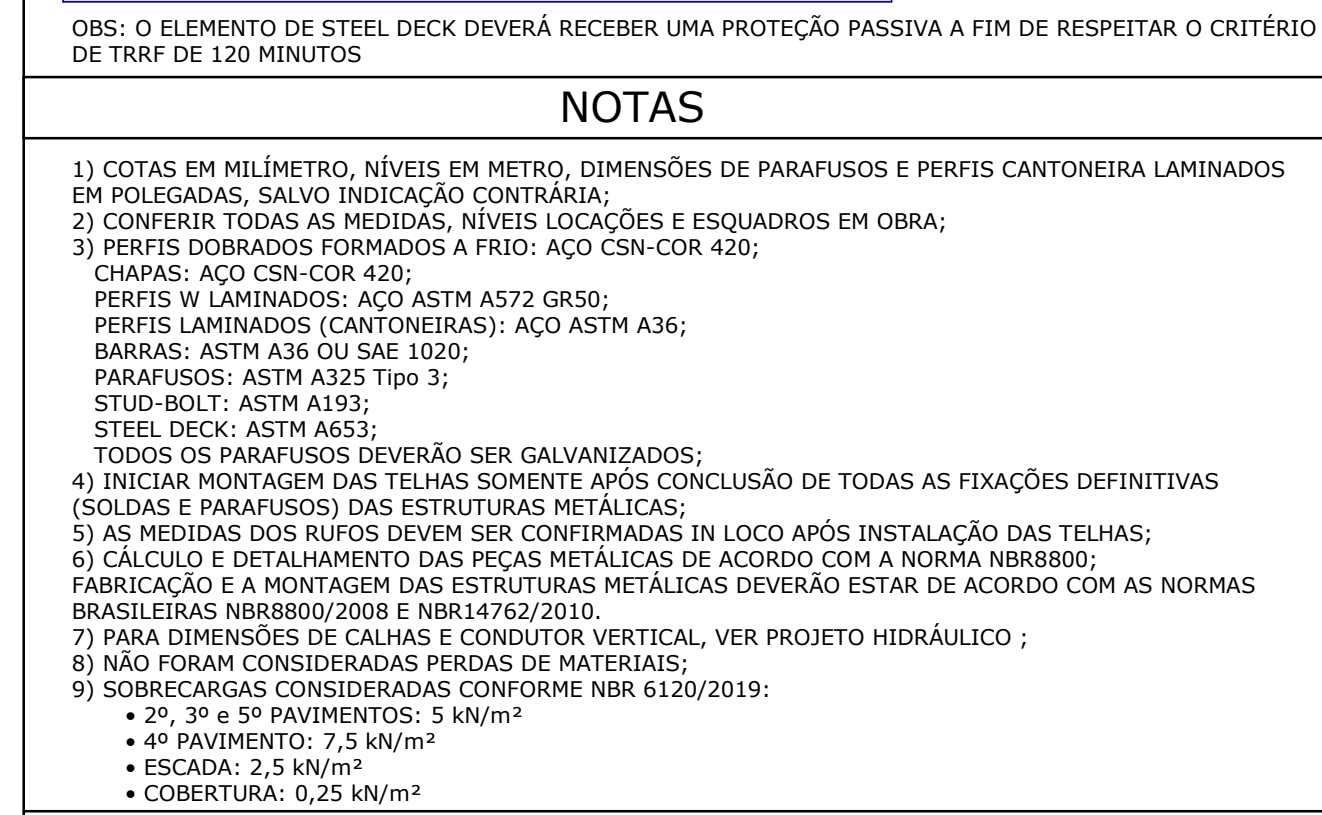 OBS: O ELEMENTO DE STEEL DECK DEVERÁ RECEBER UMA PROTEÇÃO PASSIVA A FIM DE RESPEITAR O CRITÉRIO
DE TRRF DE 120 MINUTOS
NOTAS
1) COTAS EM MILÍMETRO, NÍVEIS EM METRO, DIMENSÕES DE PARAFUSOS E PERFIS CANTONEIRA LAMINADOS
EM POLEGADAS, SALVO INDICAÇÃO CONTRÁRIA;
2) CONFERIR TODAS AS MEDIDAS, NÍVEIS LOCAÇÕES E ESQUADROS EM OBRA;
3) PERFIS DOBRADOS FORMADOS A FRIO: AÇO CSN-COR 420;
CHAPAS: AÇO CSN-COR 420;
PERFIS W LAMINADOS: AÇO ASTM A572 GR50;
PERFIS LAMINADOS (CANTONEIRAS): AÇO ASTM A36;
BARRAS: ASTM A36 OU SAE 1020;
PARAFUSOS: ASTM A325 Tipo 3;
STUD-BOLT: ASTM A193;
STEEL DECK: ASTM A653;
TODOS OS PARAFUSOS DEVERÃO SER GALVANIZADOS;
4) INICIAR MONTAGEM DAS TELHAS SOMENTE APÓS CONCLUSÃO DE TODAS AS FIXAÇÕES DEFINITIVAS
(SOLDAS E PARAFUSOS) DAS ESTRUTURAS METÁLICAS;
5) AS MEDIDAS DOS RUFOS DEVEM SER CONFIRMADAS IN LOCO APÓS INSTALAÇÃO DAS TELHAS;
6) CÁLCULO E DETALHAMENTO DAS PEÇAS METÁLICAS DE ACORDO COM A NORMA NBR8800;
FABRICAÇÃO E A MONTAGEM DAS ESTRUTURAS METÁLICAS DEVERÃO ESTAR DE ACORDO COM AS NORMAS
BRASILEIRAS NBR8800/2008 E NBR14762/2010.
7) PARA DIMENSÕES DE CALHAS E CONDUTOR VERTICAL, VER PROJETO HIDRÁULICO ;
8) NÃO FORAM CONSIDERADAS PERDAS DE MATERIAIS;
9) SOBRECARGAS CONSIDERADAS CONFORME NBR 6120/2019:
• 2º, 3º e 5º PAVIMENTOS: 5 kN/m²
• 4º PAVIMENTO: 7,5 kN/m²
• ESCADA: 2,5 kN/m²
• COBERTURA: 0,25 kN/m²